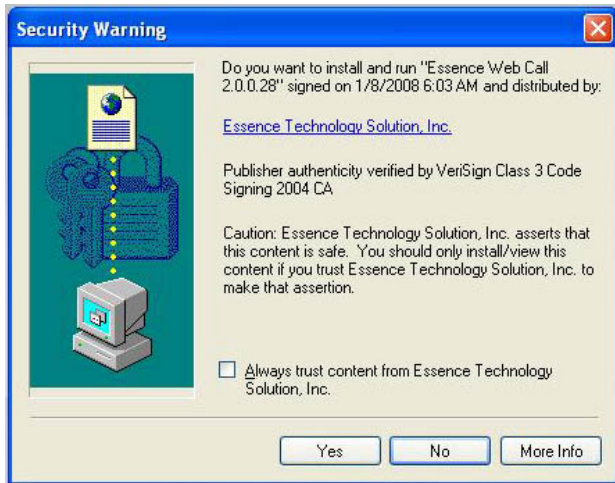 Security Warning
Do you want to install and run "Essence Web Call
2.0.0.28" signed on 1/8/2008 6:03 AM and distributed by:
Essence Technology Solution, Inc.
Publisher authenticity verified by VeriSign Class 3 Code
Signing 2004 CA
Caution: Essence Technology Solution, Inc. asserts that
this content is safe. You should only install/view this
content if you trust Essence Technology Solution, Inc. to
make that assertion.
Always trust content from Essence Technology
Solution, Inc.
Yes No More Info